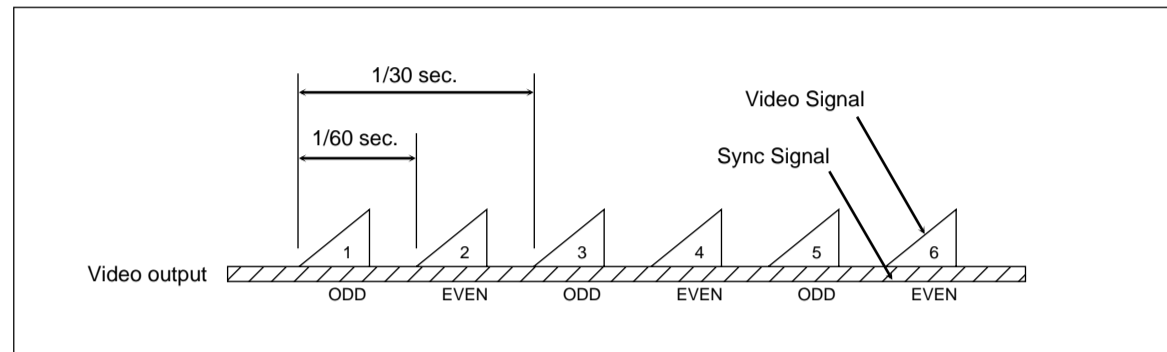 1/30 sec.
Video Signal
1/60 sec.
Sync Signal
1 2 3 4 5 6
Video output
ODD EVEN ODD EVEN ODD EVEN